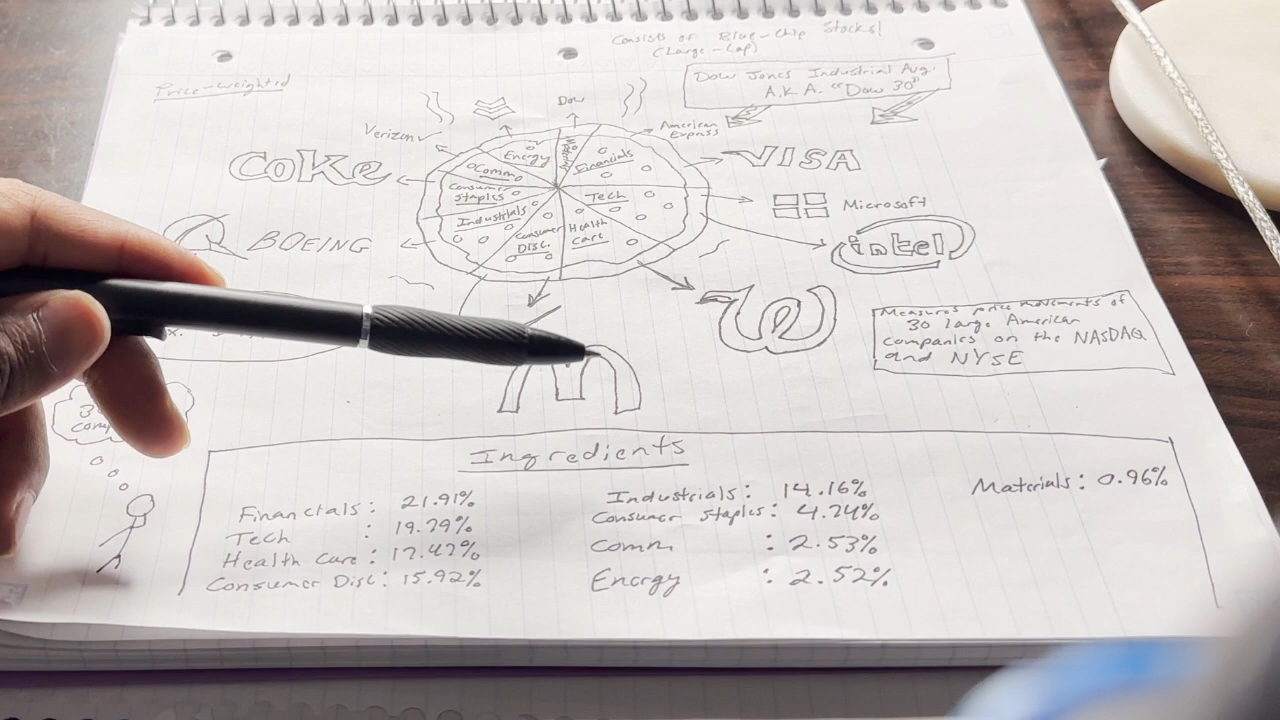 Consists of Blue-Chip Stocks!
(Large-Cap)
Price-weighted
Dow Jones Industrial Avg.
A.K.A. "Dow 30"
Dow
Verizon
American
Express
Coke
VISA
Energy
Materials
Financials
Comm
Consumer
Staples
Tech
Industrials
Consumer
Disc.
Health
Care
Microsoft
BOEING
intel
W
Measures price movements of
30 large American
companies on the NASDAQ
and NYSE
Ingredients
Financials: 21.91%
Tech : 19.29%
Health Care: 17.47%
Consumer Disc: 15.92%
Industrials: 14.16%
Consumer Staples: 4.74%
Comm : 2.53%
Energy : 2.52%
Materials: 0.96%